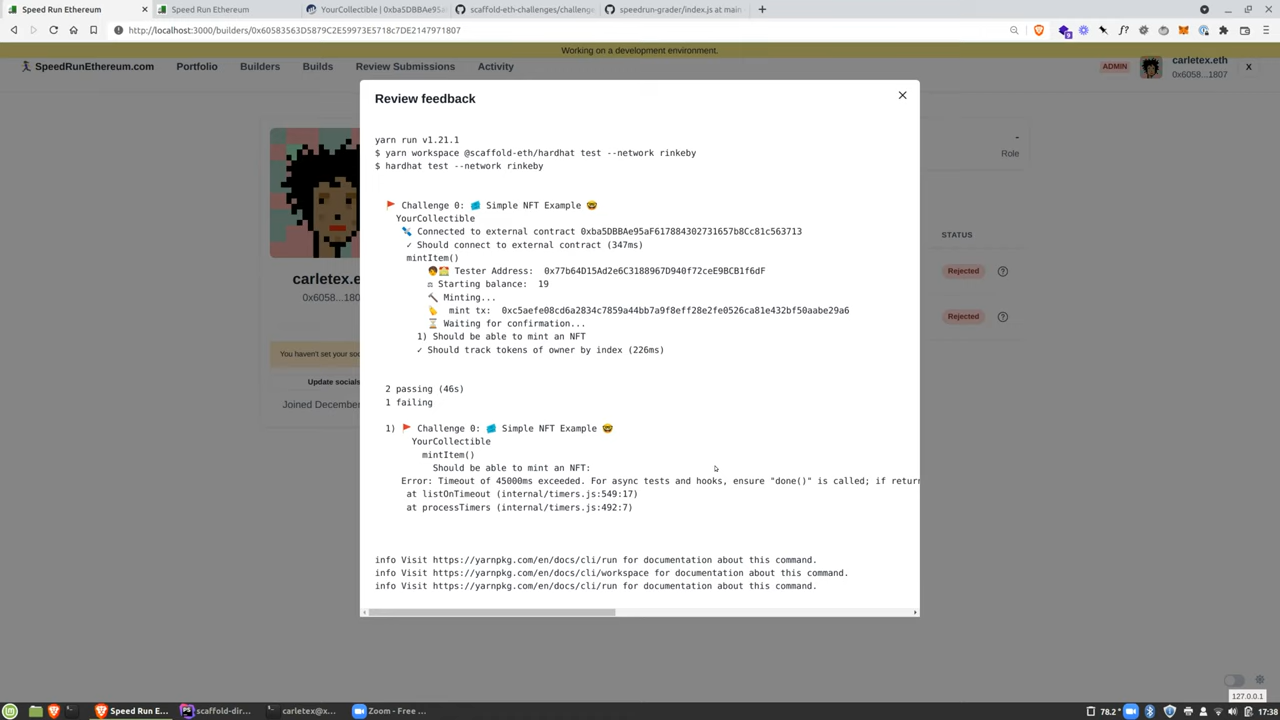 Speed Run Ethereum
Speed Run Ethereum
YourCollectible | 0xba5DBBAe95a
scaffold-eth-challenges/challenge
speedrun-grader/index.js at main
http://localhost:3000/builders/0x60583563D5879C2E59973E5718c7DE2147971807
Working on a development environment.
SpeedRunEthereum.com
Portfolio
Builders
Builds
Review Submissions
Activity
ADMIN
carletex.eth
0x6058...1807
X
Review feedback
yarn run v1.21.1
$ yarn workspace @scaffold-eth/hardhat test --network rinkeby
$ hardhat test --network rinkeby
Role
Challenge 0: Simple NFT Example
YourCollectible
Connected to external contract 0xba5DBBAe95aF617884302731657b8Cc81c563713
STATUS
✓ Should connect to external contract (347ms)
mintItem()
Tester Address: 0x77b64D15Ad2e6C3188967D940f72ceE9BCB1f6dF
Rejected
carletex.e
Starting balance: 19
0x6058...180
Minting...
mint tx: 0xc5aefe08cd6a2834c7859a44bb7a9f8eff28e2fe0526ca81e432bf50aabe29a6
Rejected
Waiting for confirmation...
1) Should be able to mint an NFT
✓ Should track tokens of owner by index (226ms)
You haven't set your soc
Update socials
2 passing (46s)
1 failing
Joined December
1) Challenge 0: Simple NFT Example
YourCollectible
mintItem()
Should be able to mint an NFT:
Error: Timeout of 45000ms exceeded. For async tests and hooks, ensure "done()" is called; if return
at listOnTimeout (internal/timers.js:549:17)
at processTimers (internal/timers.js:492:7)
info Visit https://yarnpkg.com/en/docs/cli/run for documentation about this command.
info Visit https://yarnpkg.com/en/docs/cli/workspace for documentation about this command.
info Visit https://yarnpkg.com/en/docs/cli/run for documentation about this command.
127.0.0.1
Speed Run E...
scaffold-dir...
carletex@x...
Zoom - Free ...
78.2°
17:38